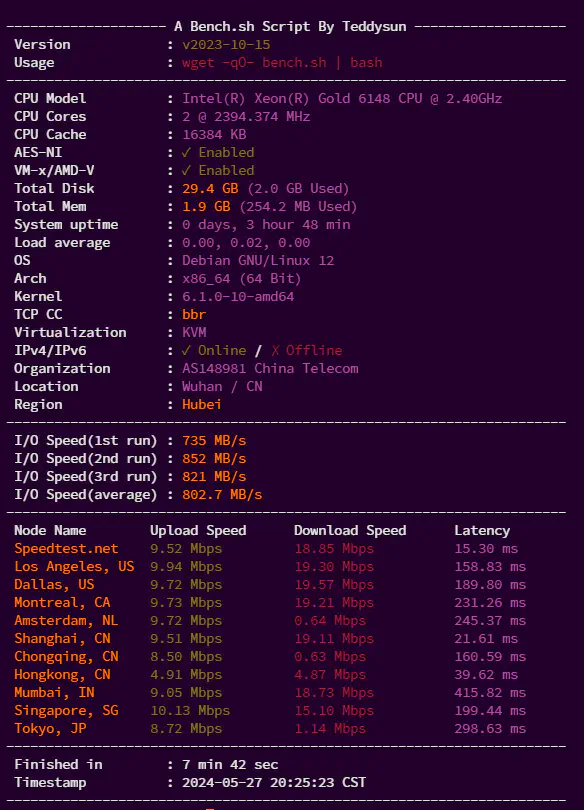 -------------------- A Bench.sh Script By Teddysun -------------------
Version : v2023-10-15
Usage : wget -qO- bench.sh | bash
----------------------------------------------------------------------
CPU Model : Intel(R) Xeon(R) Gold 6148 CPU @ 2.40GHz
CPU Cores : 2 @ 2394.374 MHz
CPU Cache : 16384 KB
AES-NI : ✓ Enabled
VM-x/AMD-V : ✓ Enabled
Total Disk : 29.4 GB (2.0 GB Used)
Total Mem : 1.9 GB (254.2 MB Used)
System uptime : 0 days, 3 hour 48 min
Load average : 0.00, 0.02, 0.00
OS : Debian GNU/Linux 12
Arch : x86_64 (64 Bit)
Kernel : 6.1.0-10-amd64
TCP CC : bbr
Virtualization : KVM
IPv4/IPv6 : ✓ Online / ✗ Offline
Organization : AS148981 China Telecom
Location : Wuhan / CN
Region : Hubei
----------------------------------------------------------------------
I/O Speed(1st run) : 735 MB/s
I/O Speed(2nd run) : 852 MB/s
I/O Speed(3rd run) : 821 MB/s
I/O Speed(average) : 802.7 MB/s
----------------------------------------------------------------------
Node Name Upload Speed Download Speed Latency
Speedtest.net 9.52 Mbps 18.85 Mbps 15.30 ms
Los Angeles, US 9.94 Mbps 19.30 Mbps 158.83 ms
Dallas, US 9.72 Mbps 19.57 Mbps 189.80 ms
Montreal, CA 9.73 Mbps 19.21 Mbps 231.26 ms
Amsterdam, NL 9.72 Mbps 0.64 Mbps 245.37 ms
Shanghai, CN 9.51 Mbps 19.11 Mbps 21.61 ms
Chongqing, CN 8.50 Mbps 0.63 Mbps 160.59 ms
Hongkong, CN 4.91 Mbps 4.87 Mbps 39.62 ms
Mumbai, IN 9.05 Mbps 18.73 Mbps 415.82 ms
Singapore, SG 10.13 Mbps 15.10 Mbps 199.44 ms
Tokyo, JP 8.72 Mbps 1.14 Mbps 298.63 ms
----------------------------------------------------------------------
Finished in : 7 min 42 sec
Timestamp : 2024-05-27 20:25:23 CST
----------------------------------------------------------------------